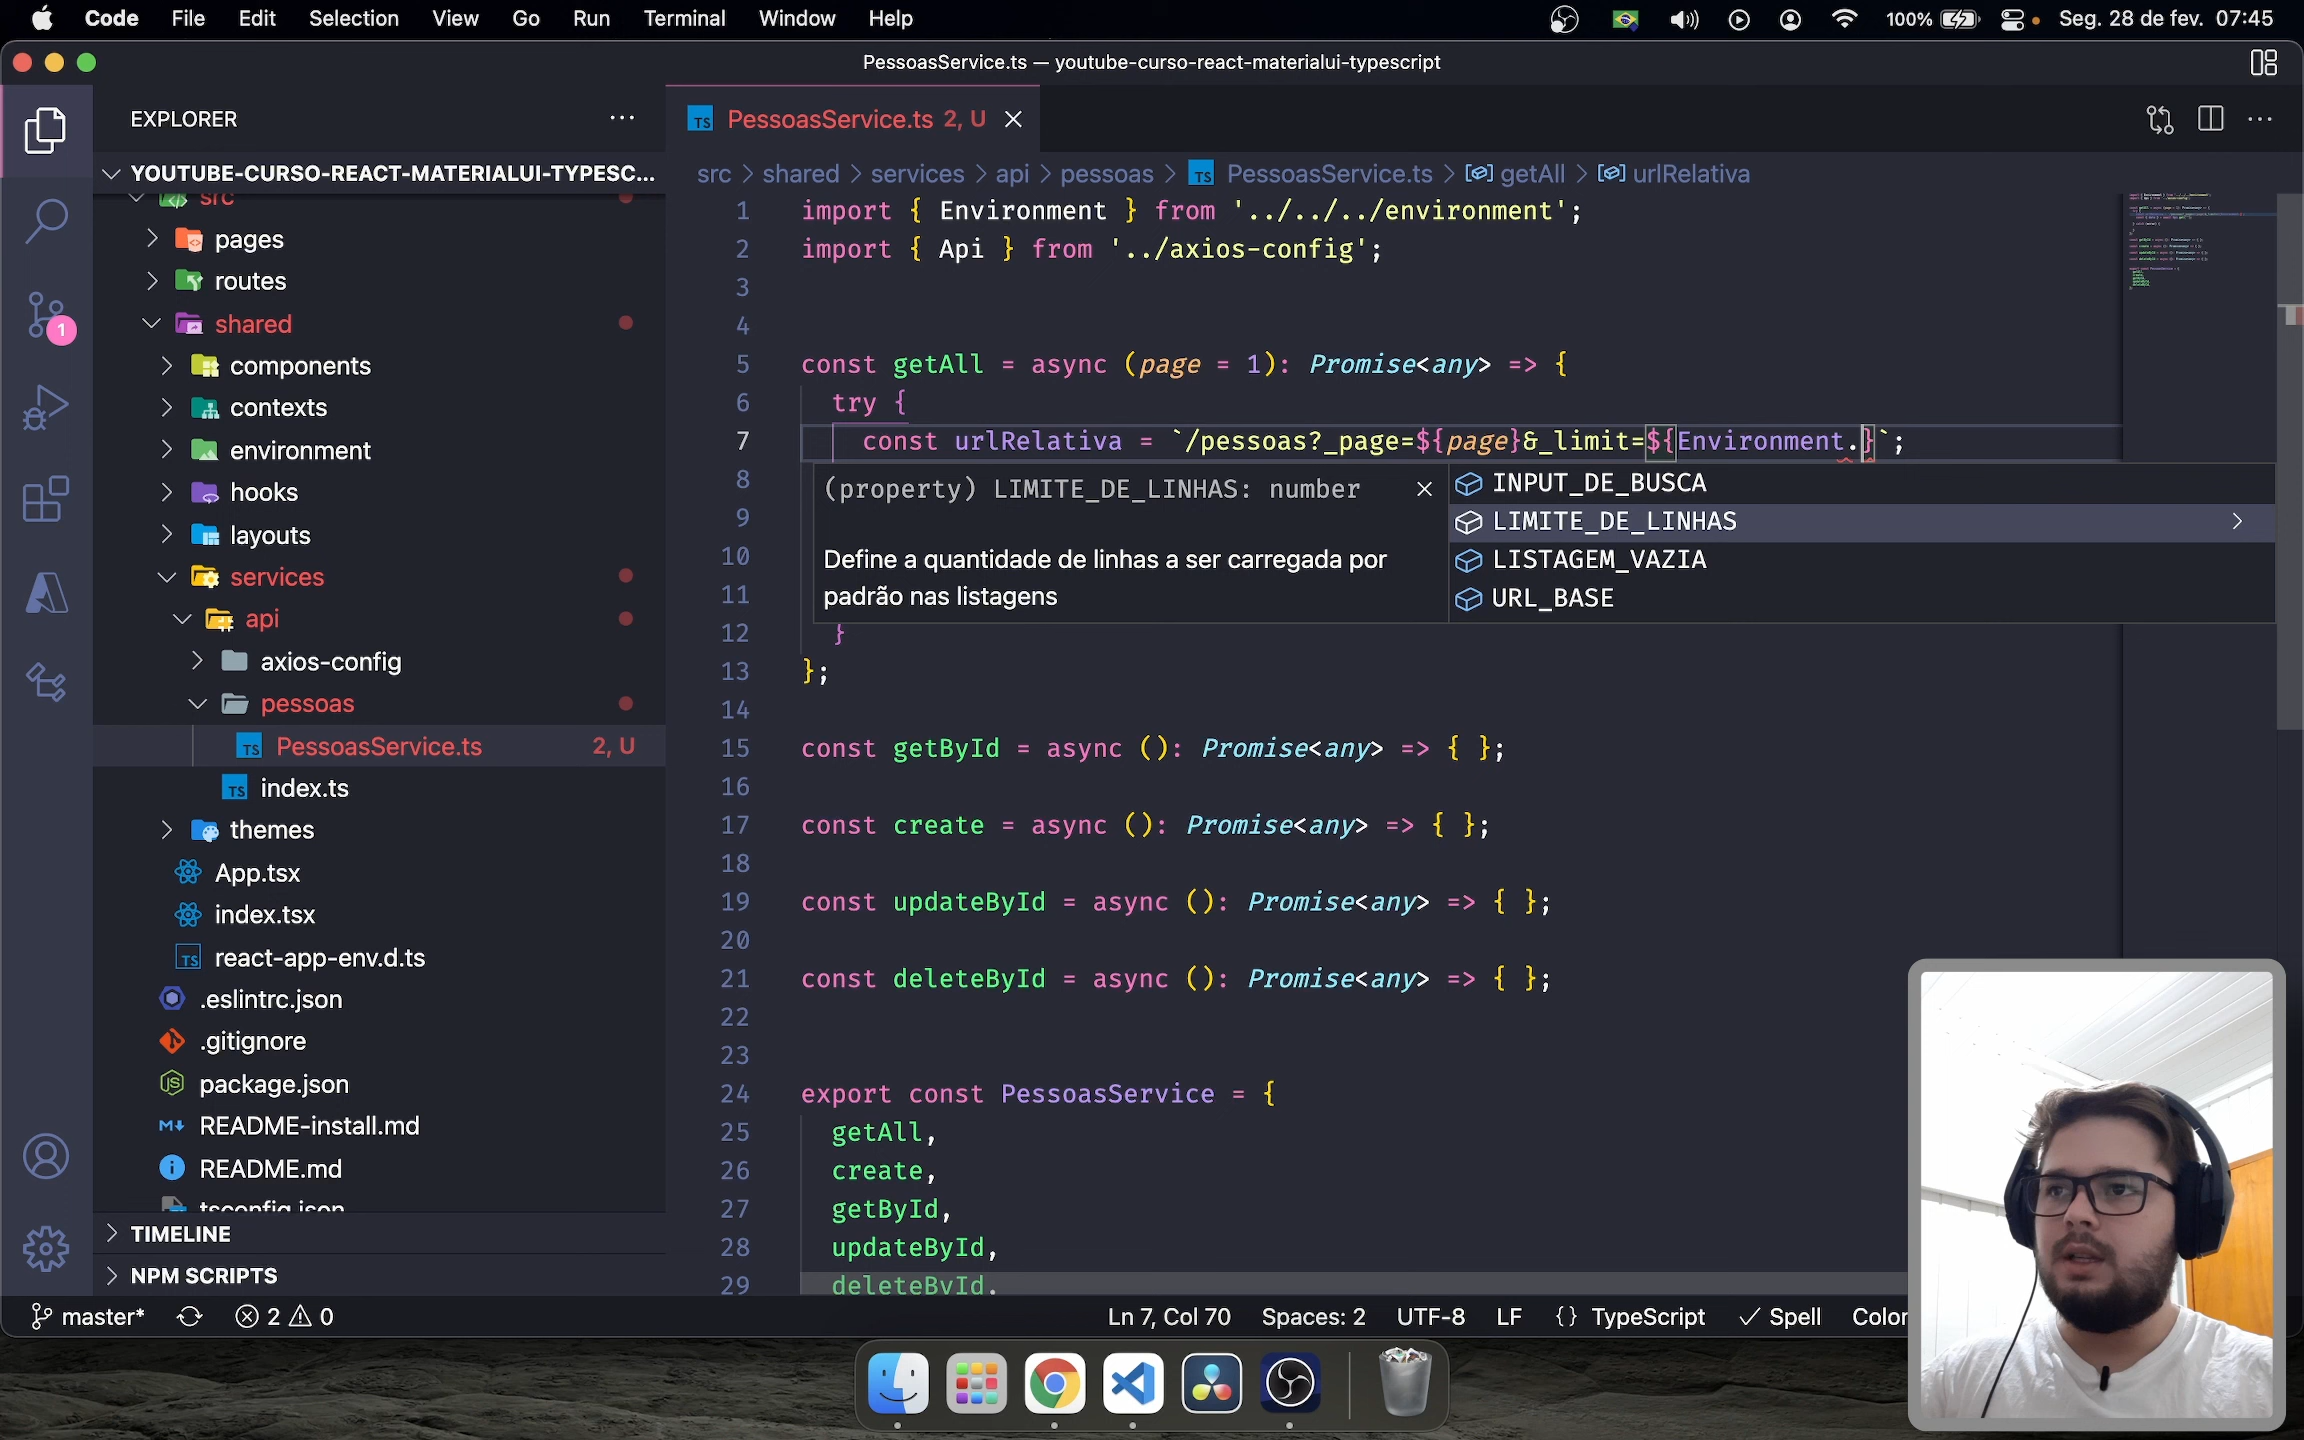 Code File Edit Selection View Go Run Terminal Window Help 100% Seg. 28 de fev. 07:45
PessoasService.ts — youtube-curso-react-materialui-typescript
EXPLORER
YOUTUBE-CURSO-REACT-MATERIALUI-TYPESC...
src
pages
routes
shared
components
contexts
environment
hooks
layouts
services
api
axios-config
pessoas
PessoasService.ts 2, U
index.ts
themes
App.tsx
index.tsx
react-app-env.d.ts
.eslintrc.json
.gitignore
package.json
README-install.md
README.md
tsconfig.json
TIMELINE
NPM SCRIPTS
1
PessoasService.ts 2, U
src > shared > services > api > pessoas > TS PessoasService.ts > getAll > urlRelativa
1 import { Environment } from '../../../environment';
2 import { Api } from '../axios-config';
3
4
5 const getAll = async (page = 1): Promise<any> => {
6 try {
7 const urlRelativa = `/pessoas?_page=${page}&_limit=${Environment.}`;
8
9
10
11
12 }
13 };
14
15 const getById = async (): Promise<any> => { };
16
17 const create = async (): Promise<any> => { };
18
19 const updateById = async (): Promise<any> => { };
20
21 const deleteById = async (): Promise<any> => { };
22
23
24 export const PessoasService = {
25 getAll,
26 create,
27 getById,
28 updateById,
29 deleteById,
(property) LIMITE_DE_LINHAS: number
Define a quantidade de linhas a ser carregada por
padrão nas listagens
INPUT_DE_BUSCA
LIMITE_DE_LINHAS
LISTAGEM_VAZIA
URL_BASE
master* 2 0 Ln 7, Col 70 Spaces: 2 UTF-8 LF {} TypeScript Spell Color